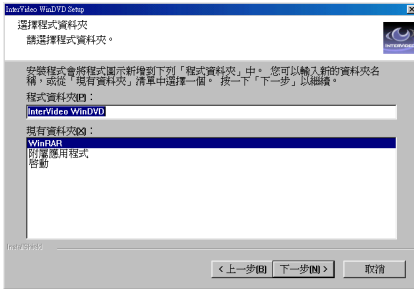 InterVideo WinDVD Setup
選擇程式資料夾
請選擇程式資料夾。
INTERVIDEO
安裝程式會將程式圖示新增到下列「程式資料夾」中。 您可以輸入新的資料夾名
稱，或從「現有資料夾」清單中選擇一個。 按一下「下一步」以繼續。
程式資料夾(P)：
InterVideo WinDVD
現有資料夾(X)：
WinRAR
附屬應用程式
啓動
InstallShield
< 上一步(B)
下一步(N) >
取消